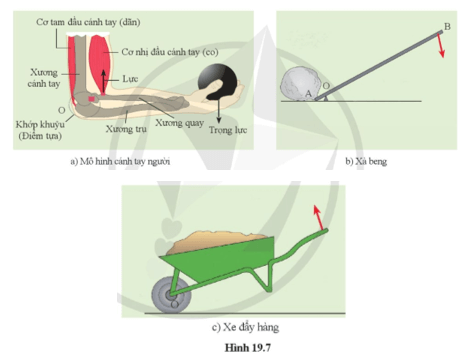 Cơ tam đầu cánh tay (dãn)
Cơ nhị đầu cánh tay (co)
Xương
cánh tay
Lực
O
Khớp khuỷu
(Điểm tựa)
Xương trụ
Xương quay
Trọng lực
a) Mô hình cánh tay người
B
A
O
b) Xà beng
O
c) Xe đẩy hàng
Hình 19.7